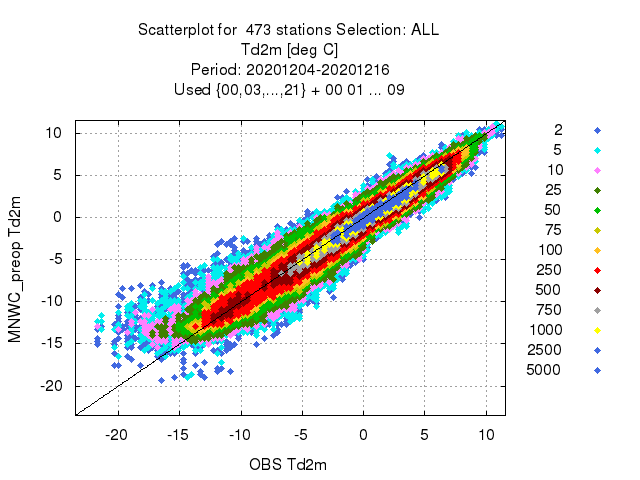 Scatterplot for  473 stations Selection: ALL
Td2m [deg C]
Period: 20201204-20201216
Used {00,03,...,21} + 00 01 ... 09
MNWC_preop Td2m
10
5
0
-5
-10
-15
-20
-20 -15 -10 -5 0 5 10
OBS Td2m
2
5
10
25
50
75
100
250
500
750
1000
2500
5000